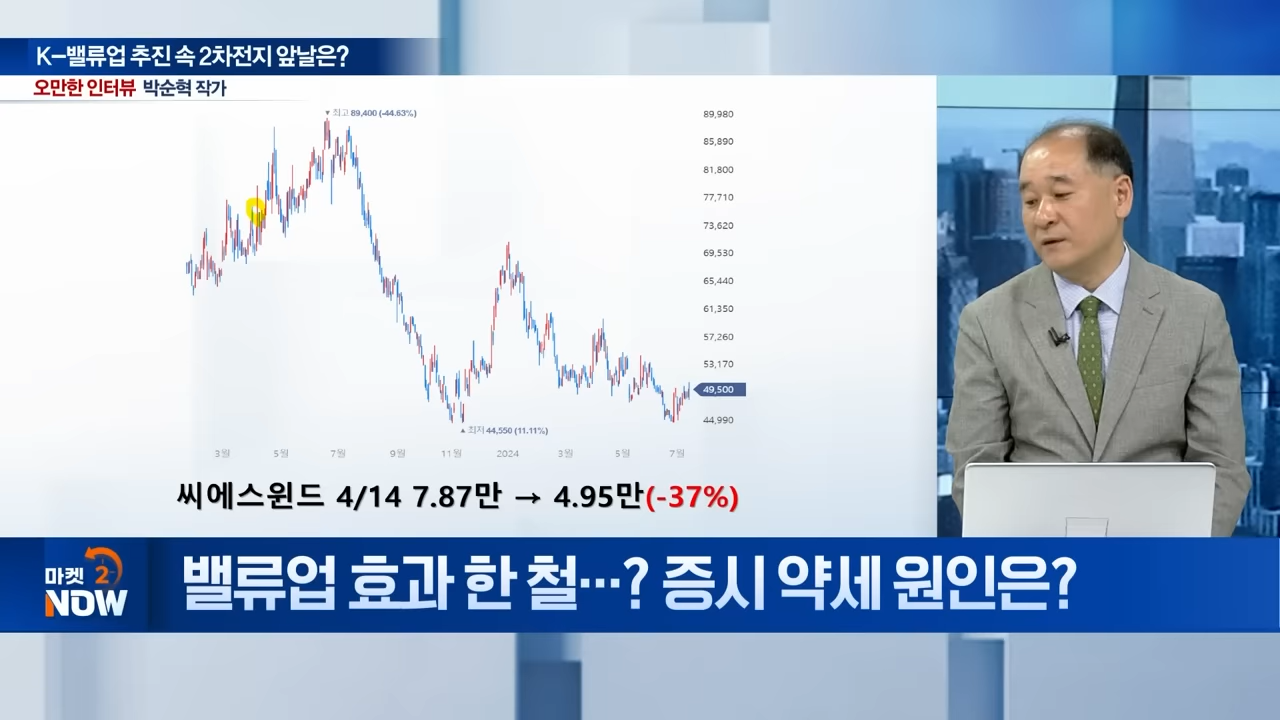 K-밸류업 추진 속 2차전지 앞날은?
오만한 인터뷰 박순혁 작가
▼ 최고 89,400 (-44.63%)
89,980
85,890
81,800
77,710
73,620
69,530
65,440
61,350
57,260
53,170
49,500
44,990
▲ 최저 44,550 (11.11%)
3월 5월 7월 9월 11월 2024 3월 5월 7월
씨에스윈드 4/14 7.87만 → 4.95만(-37%)
마켓 2
NOW
밸류업 효과 한 철…? 증시 약세 원인은?